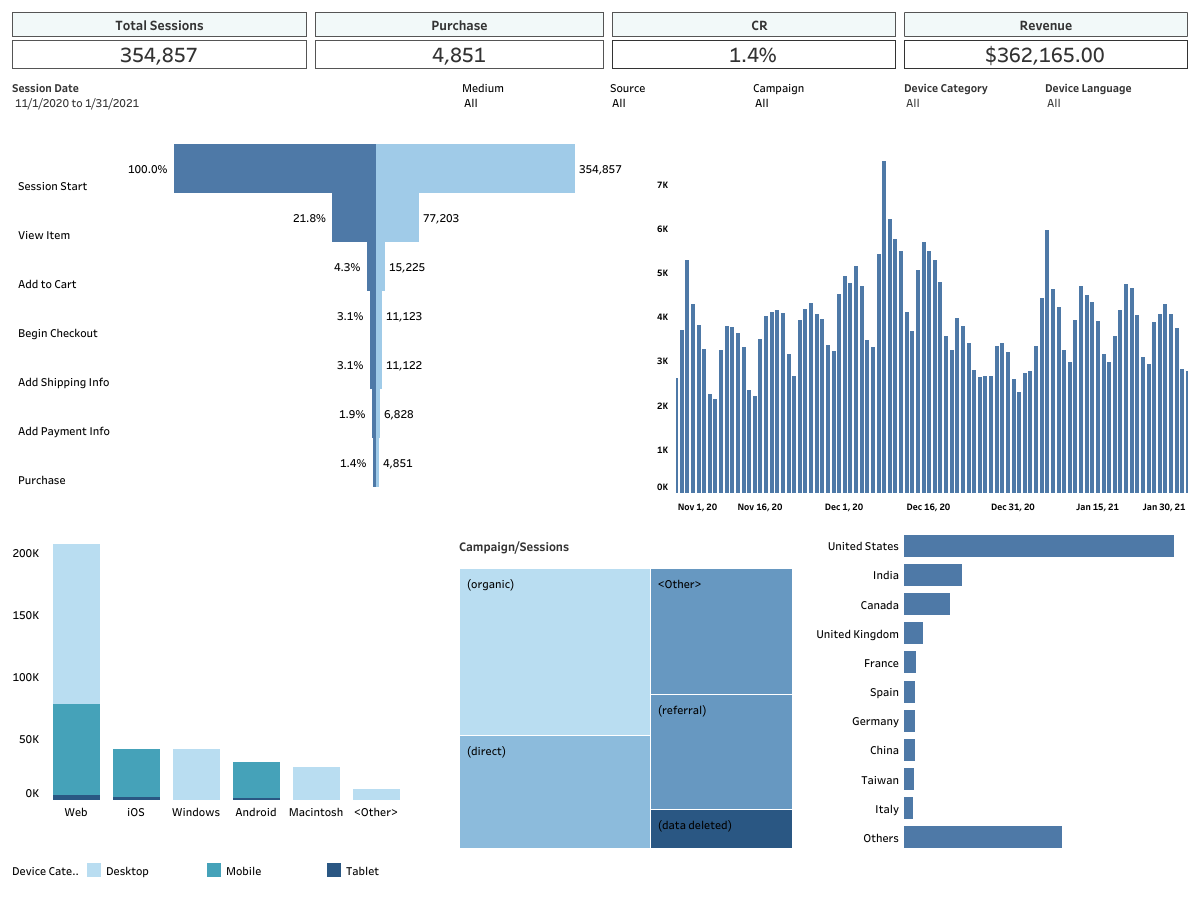 Total Sessions
Purchase
CR
Revenue
354,857
4,851
1.4%
$362,165.00
Session Date
11/1/2020 to 1/31/2021
Medium
All
Source
All
Campaign
All
Device Category
All
Device Language
All
Session Start
100.0%
354,857
View Item
21.8%
77,203
Add to Cart
4.3%
15,225
Begin Checkout
3.1%
11,123
Add Shipping Info
3.1%
11,122
Add Payment Info
1.9%
6,828
Purchase
1.4%
4,851
7K
6K
5K
4K
3K
2K
1K
0K
Nov 1, 20
Nov 16, 20
Dec 1, 20
Dec 16, 20
Dec 31, 20
Jan 15, 21
Jan 30, 21
200K
150K
100K
50K
0K
Web
iOS
Windows
Android
Macintosh
<Other>
Device Cate..
Desktop
Mobile
Tablet
Campaign/Sessions
(organic)
<Other>
(referral)
(direct)
(data deleted)
United States
India
Canada
United Kingdom
France
Spain
Germany
China
Taiwan
Italy
Others